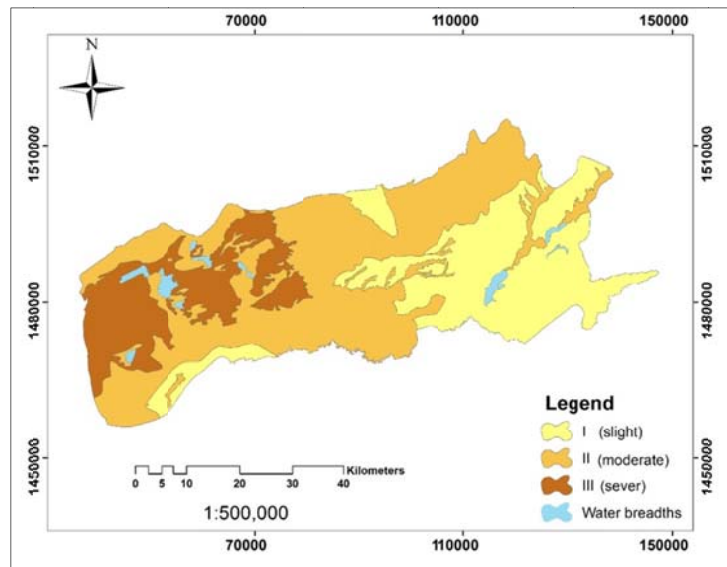 70000 110000 150000
N
1510000 1510000
1480000 1480000
1450000 1450000
Legend
I (slight)
II (moderate)
III (sever)
Water breadths
Kilometers
0 5 10 20 30 40
1:500,000
70000 110000 150000